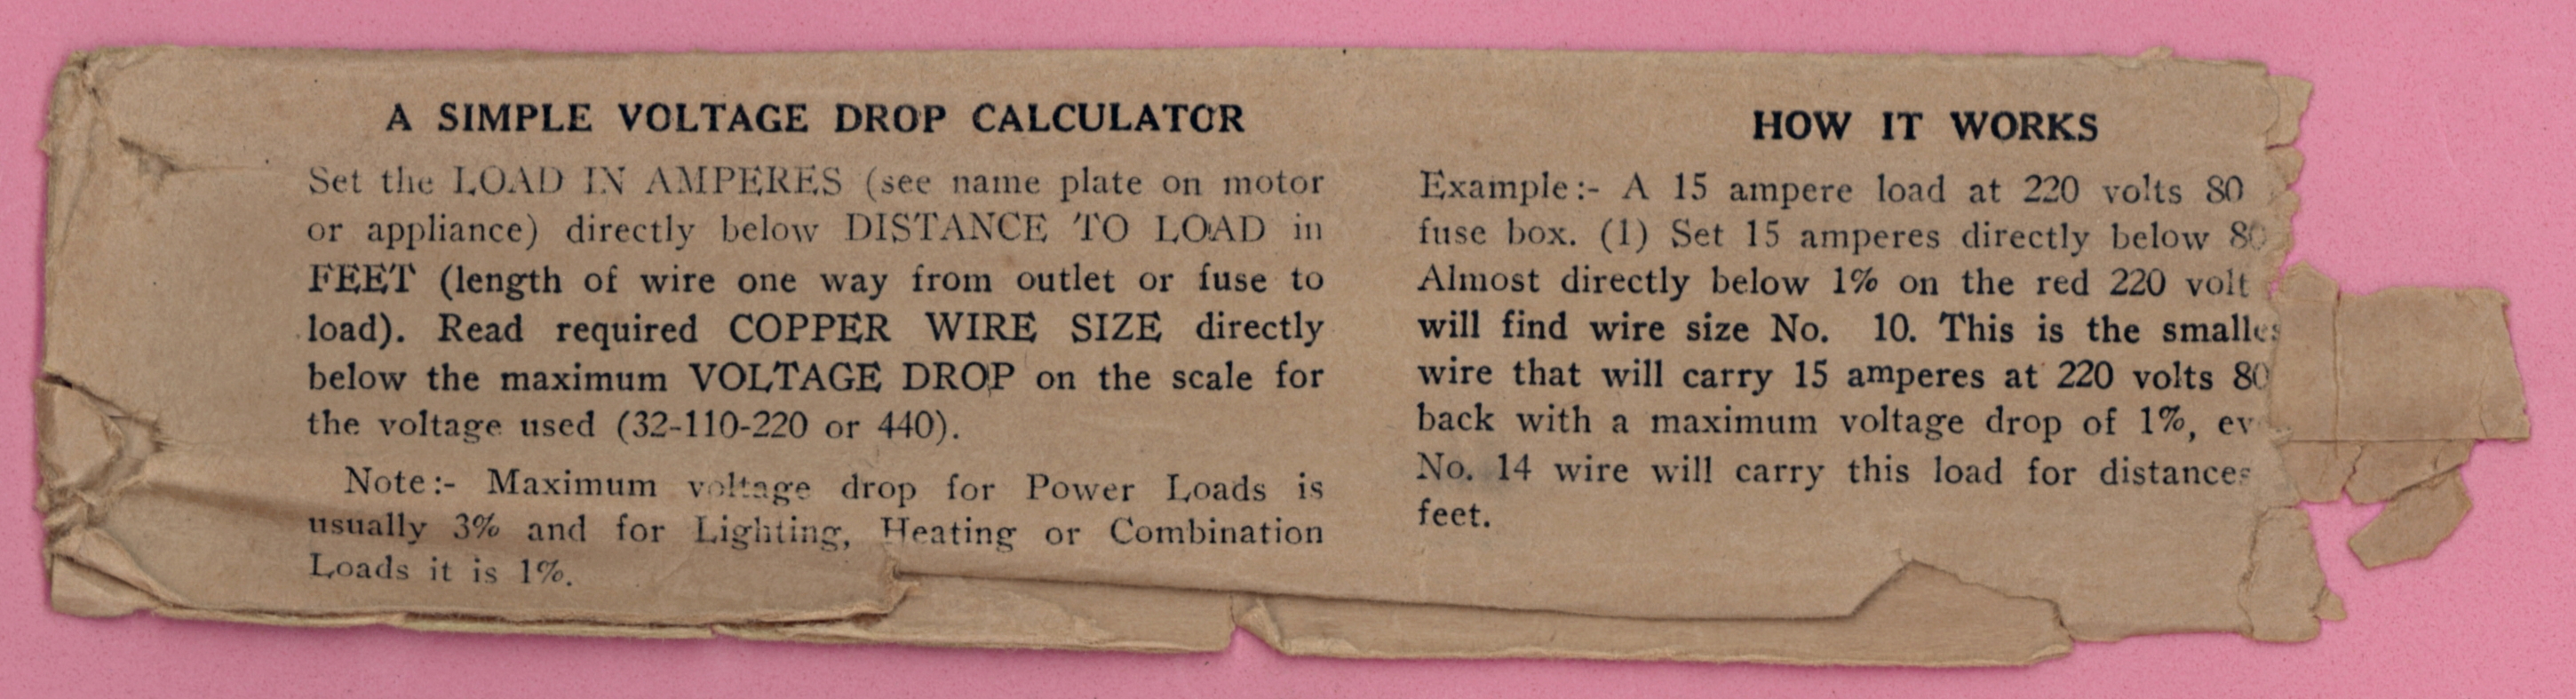 A SIMPLE VOLTAGE DROP CALCULATOR
Set the LOAD IN AMPERES (see name plate on motor
or appliance) directly below DISTANCE TO LOAD in
FEET (length of wire one way from outlet or fuse to
load). Read required COPPER WIRE SIZE directly
below the maximum VOLTAGE DROP on the scale for
the voltage used (32-110-220 or 440).
Note:- Maximum voltage drop for Power Loads is
usually 3% and for Lighting, Heating or Combination
Loads it is 1%.
HOW IT WORKS
Example:- A 15 ampere load at 220 volts 80
fuse box. (1) Set 15 amperes directly below 80
Almost directly below 1% on the red 220 volt
will find wire size No. 10. This is the smalles
wire that will carry 15 amperes at 220 volts 80
back with a maximum voltage drop of 1%, ev
No. 14 wire will carry this load for distances
feet.